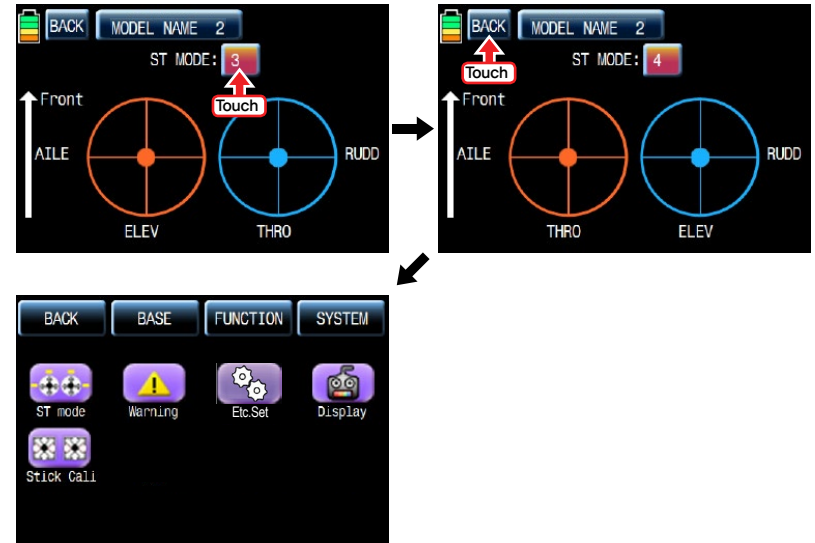 BACK MODEL NAME 2
ST MODE: 3
Touch
Front
AILE
RUDD
ELEV THRO
BACK MODEL NAME 2
ST MODE: 4
Touch
Front
AILE
RUDD
THRO ELEV
BACK BASE FUNCTION SYSTEM
ST mode Warning Etc.Set Display
Stick Cali